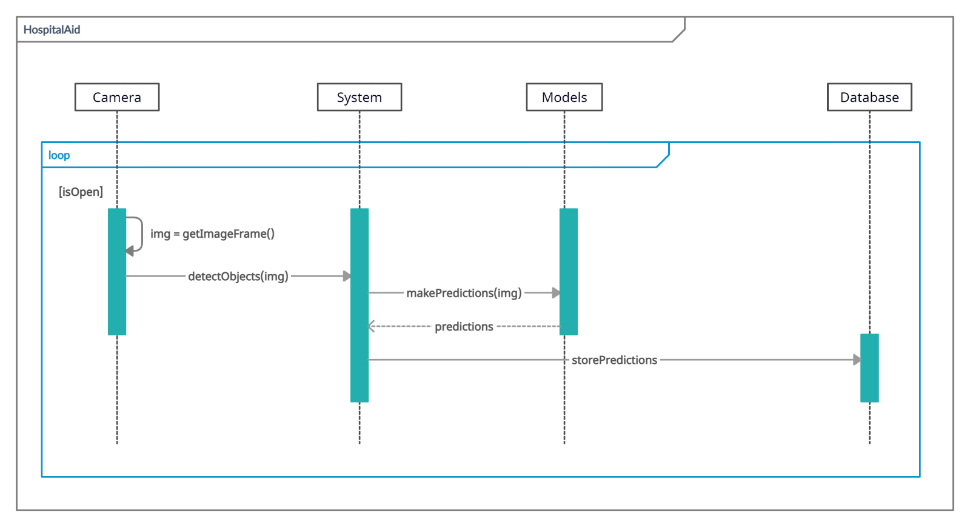 HospitalAid
Camera
System
Models
Database
loop
[isOpen]
img = getImageFrame()
detectObjects(img)
makePredictions(img)
predictions
storePredictions